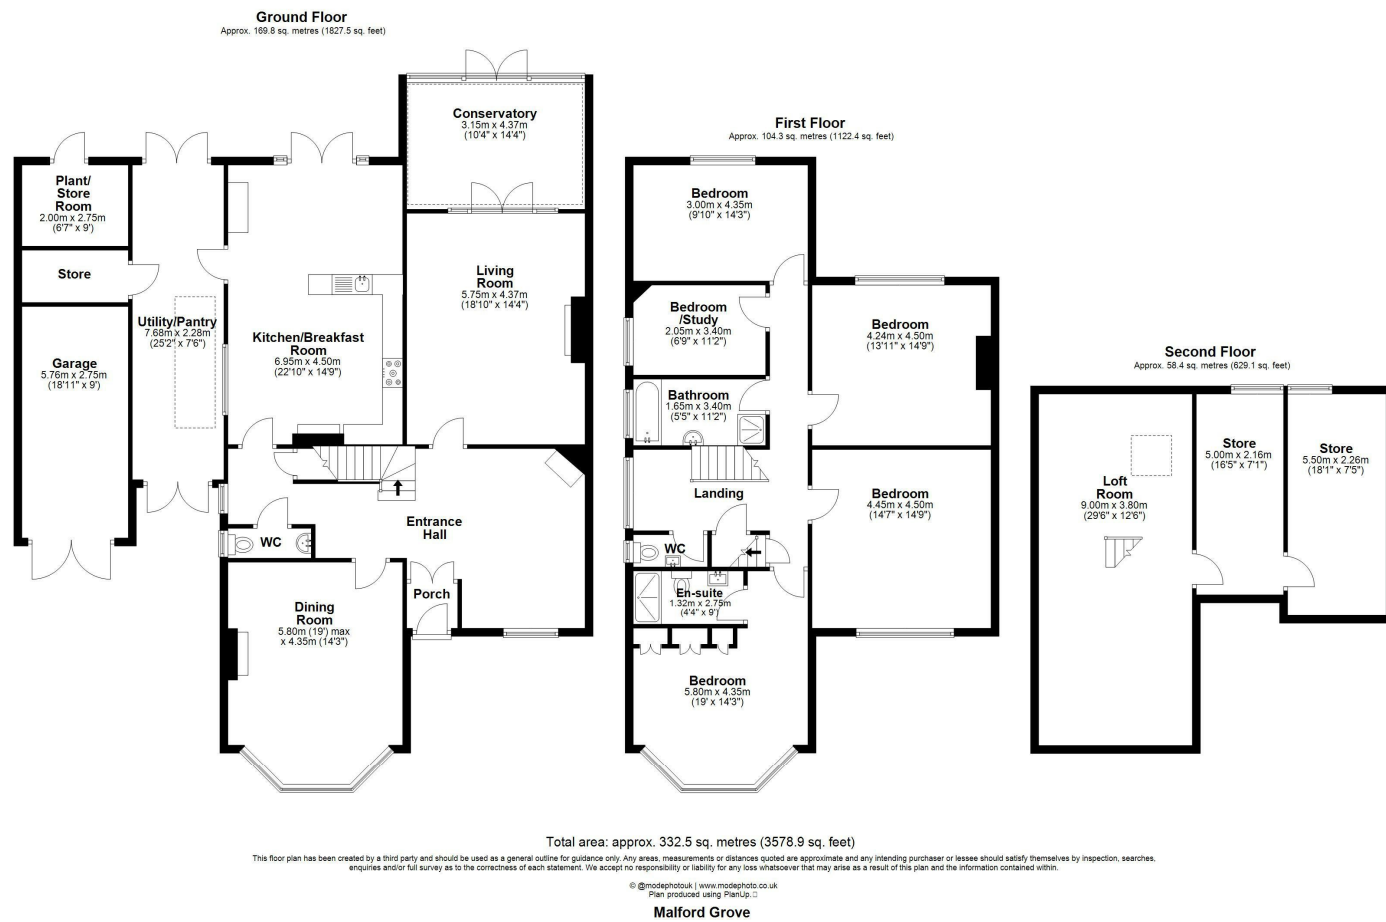 Ground Floor
Approx. 169.8 sq. metres (1827.5 sq. feet)
Conservatory
3.15m x 4.37m
(10'4" x 14'4")
Plant/
Store
Room
2.00m x 2.75m
(6'7" x 9')
Store
Living
Room
5.75m x 4.37m
(18'10" x 14'4")
Utility/Pantry
7.68m x 2.28m
(25'2" x 7'6")
Kitchen/Breakfast
Room
6.95m x 4.50m
(22'10" x 14'9")
Garage
5.76m x 2.75m
(18'11" x 9')
Entrance
Hall
WC
Porch
Dining
Room
5.80m (19') max
x 4.35m (14'3")
First Floor
Approx. 104.3 sq. metres (1122.4 sq. feet)
Bedroom
3.00m x 4.35m
(9'10" x 14'3")
Bedroom
/Study
2.05m x 3.40m
(6'9" x 11'2")
Bedroom
4.24m x 4.50m
(13'11" x 14'9")
Bathroom
1.65m x 3.40m
(5'5" x 11'2")
Landing
Bedroom
4.45m x 4.50m
(14'7" x 14'9")
WC
En-suite
1.32m x 2.75m
(4'4" x 9')
Bedroom
5.80m x 4.35m
(19' x 14'3")
Second Floor
Approx. 58.4 sq. metres (629.1 sq. feet)
Store
5.00m x 2.16m
(16'5" x 7'1")
Store
5.50m x 2.26m
(18'1" x 7'5")
Loft
Room
9.00m x 3.80m
(29'6" x 12'6")
Total area: approx. 332.5 sq. metres (3578.9 sq. feet)
This floor plan has been created by a third party and should be used as a general outline for guidance only. Any areas, measurements or distances quoted are approximate and any intending purchaser or lessee should satisfy themselves by inspection, searches,
enquiries and/or full survey as to the correctness of each statement. We accept no responsibility or liability for any loss whatsoever that may arise as a result of this plan and the information contained within.
© @modephotouk | www.modephoto.co.uk
Plan produced using PlanUp.
Malford Grove